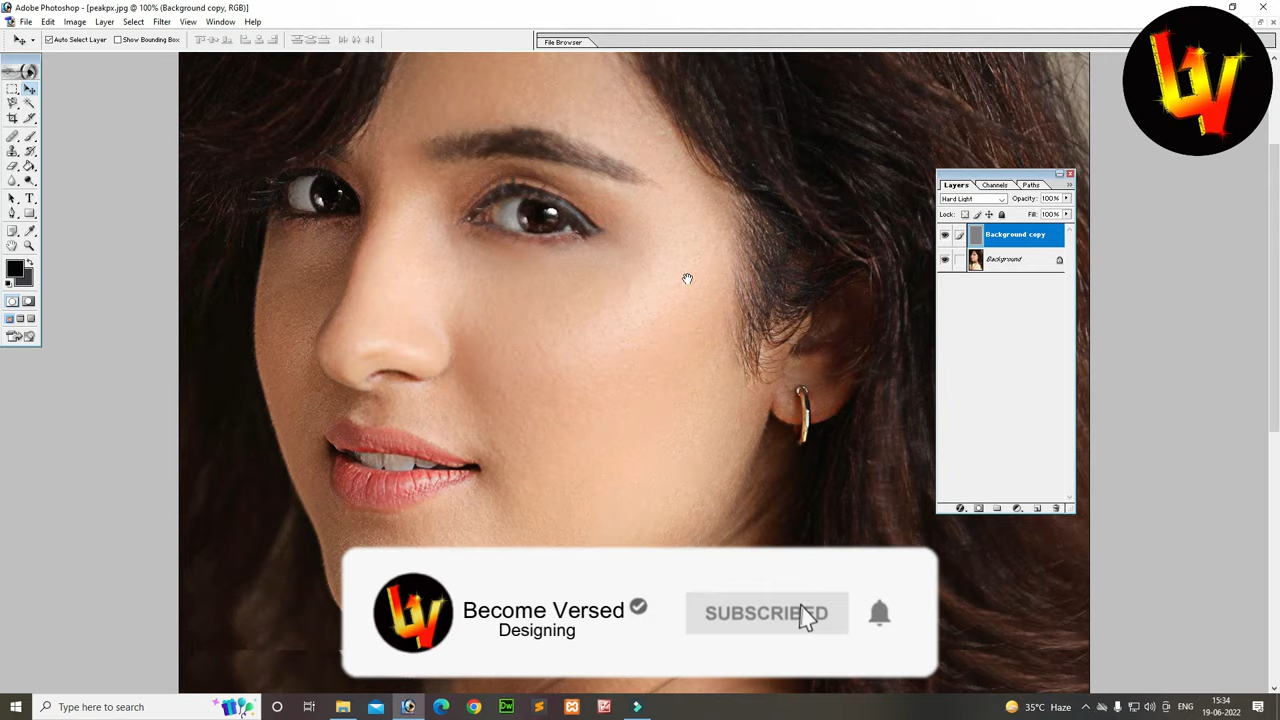 Adobe Photoshop - [peakpx.jpg @ 100% (Background copy, RGB)]
File Edit Image Layer Select Filter View Window Help
Auto Select Layer Show Bounding Box
File Browser
Layers Channels Paths
Hard Light Opacity: 100%
Lock: Fill: 100%
Background copy
Background
Become Versed
Designing
SUBSCRIBED
Type here to search
35°C Haze
ENG
15:34
19-06-2022